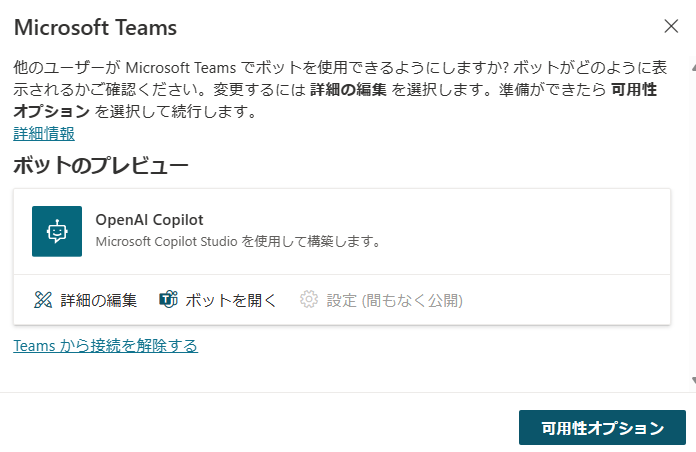 Microsoft Teams
他のユーザーが Microsoft Teams でボットを使用できるようにしますか? ボットがどのように表
示されるかご確認ください。変更するには 詳細の編集 を選択します。準備ができたら 可用性
オプション を選択して続行します。
詳細情報
ボットのプレビュー
OpenAI Copilot
Microsoft Copilot Studio を使用して構築します。
詳細の編集 ボットを開く 設定 (間もなく公開)
Teams から接続を解除する
可用性オプション